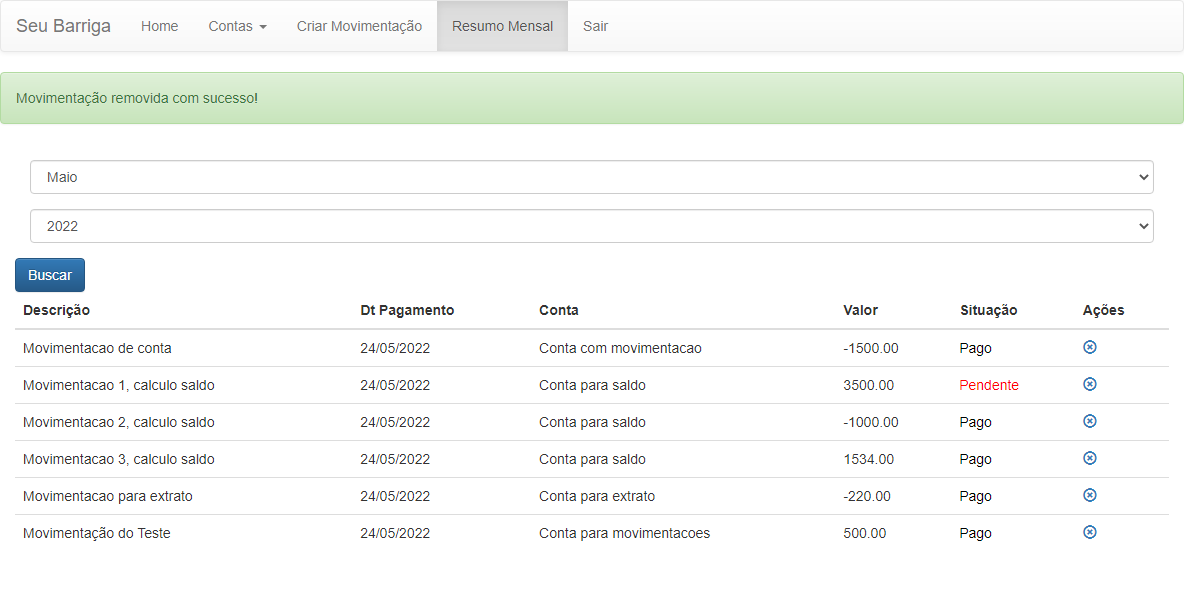 Seu Barriga Home Contas Criar Movimentação Resumo Mensal Sair
Movimentação removida com sucesso!
Maio
2022
Buscar
Descrição Dt Pagamento Conta Valor Situação Ações
Movimentacao de conta 24/05/2022 Conta com movimentacao -1500.00 Pago
Movimentacao 1, calculo saldo 24/05/2022 Conta para saldo 3500.00 Pendente
Movimentacao 2, calculo saldo 24/05/2022 Conta para saldo -1000.00 Pago
Movimentacao 3, calculo saldo 24/05/2022 Conta para saldo 1534.00 Pago
Movimentacao para extrato 24/05/2022 Conta para extrato -220.00 Pago
Movimentação do Teste 24/05/2022 Conta para movimentacoes 500.00 Pago